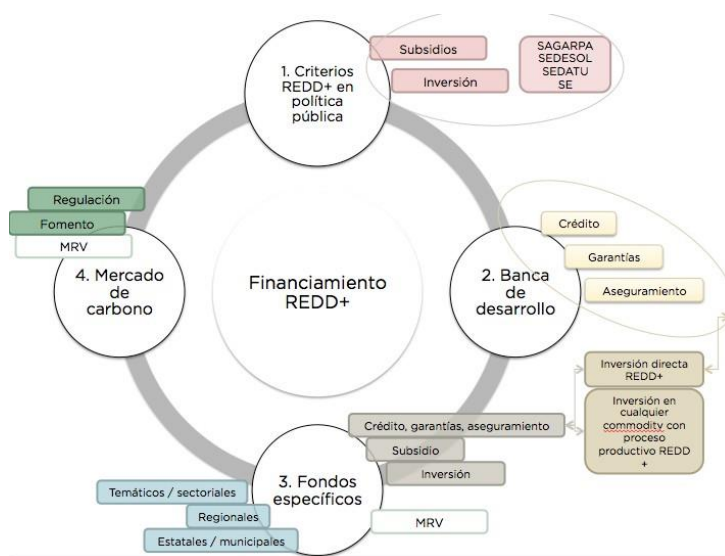 1. Criterios
REDD+ en
política
pública
Subsidios
Inversión
SAGARPA
SEDESOL
SEDATU
SE
Regulación
Fomento
MRV
4. Mercado
de
carbono
Financiamiento
REDD+
2. Banca
de
desarrollo
Crédito
Garantías
Aseguramiento
Inversión directa
REDD+
Inversión en
cualquier
commodity con
proceso
productivo REDD
+
Crédito, garantías, aseguramiento
Subsidio
Inversión
MRV
3. Fondos
específicos
Temáticos / sectoriales
Regionales
Estatales / municipales